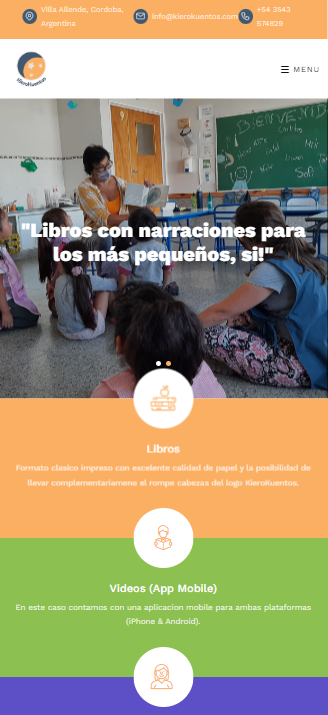 Villa Allende, Cordoba,
Argentina
info@kierokuentos.com
+54 3543
574829
KieroKuentos
MENU
BIENVENID
"Libros con narraciones para
los más pequeños, si!"
Libros
Formato clasico impreso con excelente calidad de papel y la posibilidad de
llevar complementariamene el rompe cabezas del logo KieroKuentos.
Videos (App Mobile)
En este caso contamos con una aplicacion mobile para ambas plataformas
(iPhone & Android).